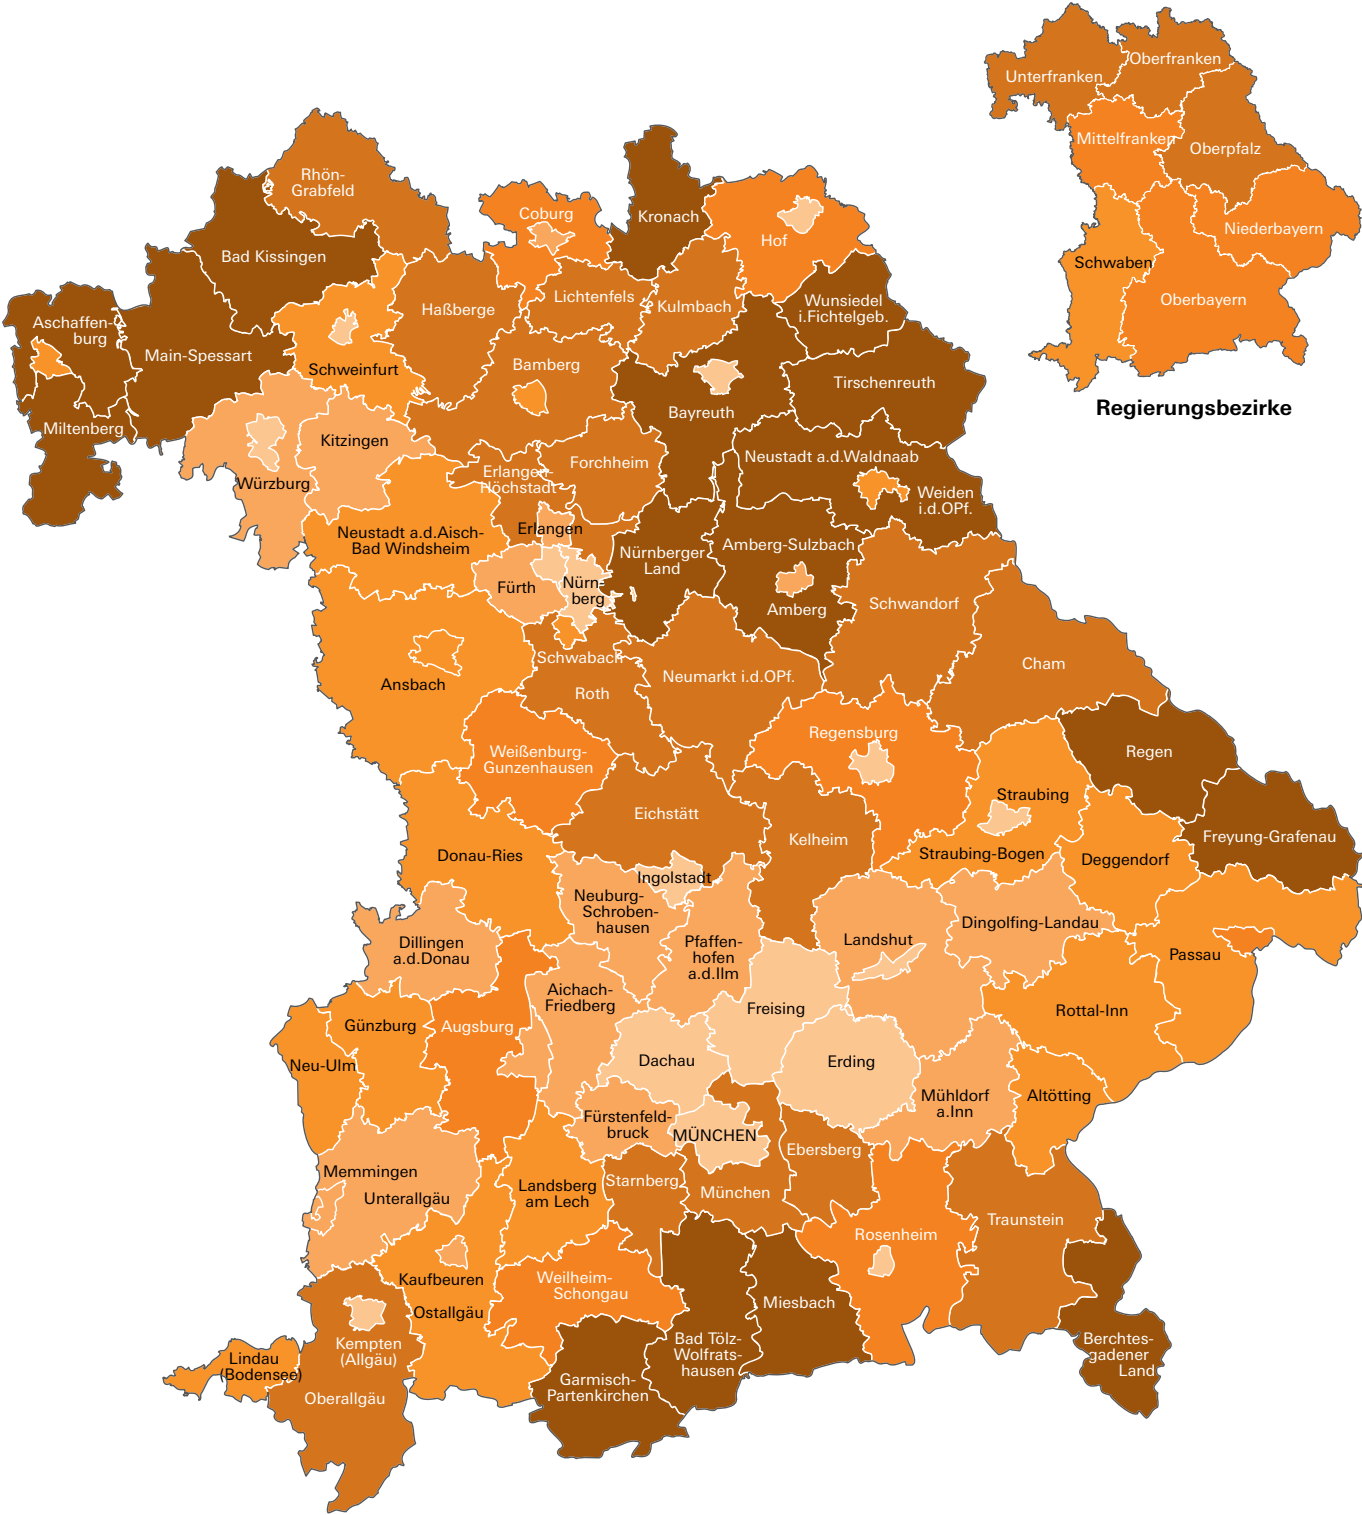 Unterfranken
Oberfranken
Mittelfranken
Oberpfalz
Niederbayern
Schwaben
Oberbayern
Regierungsbezirke
Rhön-
Grabfeld
Coburg
Kronach
Hof
Bad Kissingen
Lichtenfels
Kulmbach
Wunsiedel
i.Fichtelgeb.
Haßberge
Aschaffen-
burg
Main-Spessart
Schweinfurt
Bamberg
Tirschenreuth
Bayreuth
Miltenberg
Kitzingen
Neustadt a.d.Waldnaab
Forchheim
Erlangen-
Höchstadt
Würzburg
Weiden
i.d.OPf.
Erlangen
Neustadt a.d.Aisch-
Bad Windsheim
Nürnberger
Land
Amberg-Sulzbach
Fürth
Nürn-
berg
Amberg
Schwandorf
Schwabach
Cham
Neumarkt i.d.OPf.
Ansbach
Roth
Regensburg
Weißenburg-
Gunzenhausen
Regen
Straubing
Eichstätt
Kelheim
Freyung-Grafenau
Donau-Ries
Straubing-Bogen
Deggendorf
Ingolstadt
Neuburg-
Schroben-
hausen
Dingolfing-Landau
Landshut
Dillingen
a.d.Donau
Pfaffen-
hofen
a.d.Ilm
Passau
Aichach-
Friedberg
Freising
Rottal-Inn
Günzburg
Augsburg
Neu-Ulm
Dachau
Erding
Mühldorf
a.Inn
Altötting
Fürstenfeld-
bruck
MÜNCHEN
Ebersberg
Memmingen
Unterallgäu
Landsberg
am Lech
Starnberg
München
Traunstein
Rosenheim
Kaufbeuren
Ostallgäu
Weilheim-
Schongau
Miesbach
Kempten
(Allgäu)
Bad Tölz-
Wolfrats-
hausen
Berchtes-
gadener
Land
Lindau
(Bodensee)
Garmisch-
Partenkirchen
Oberallgäu